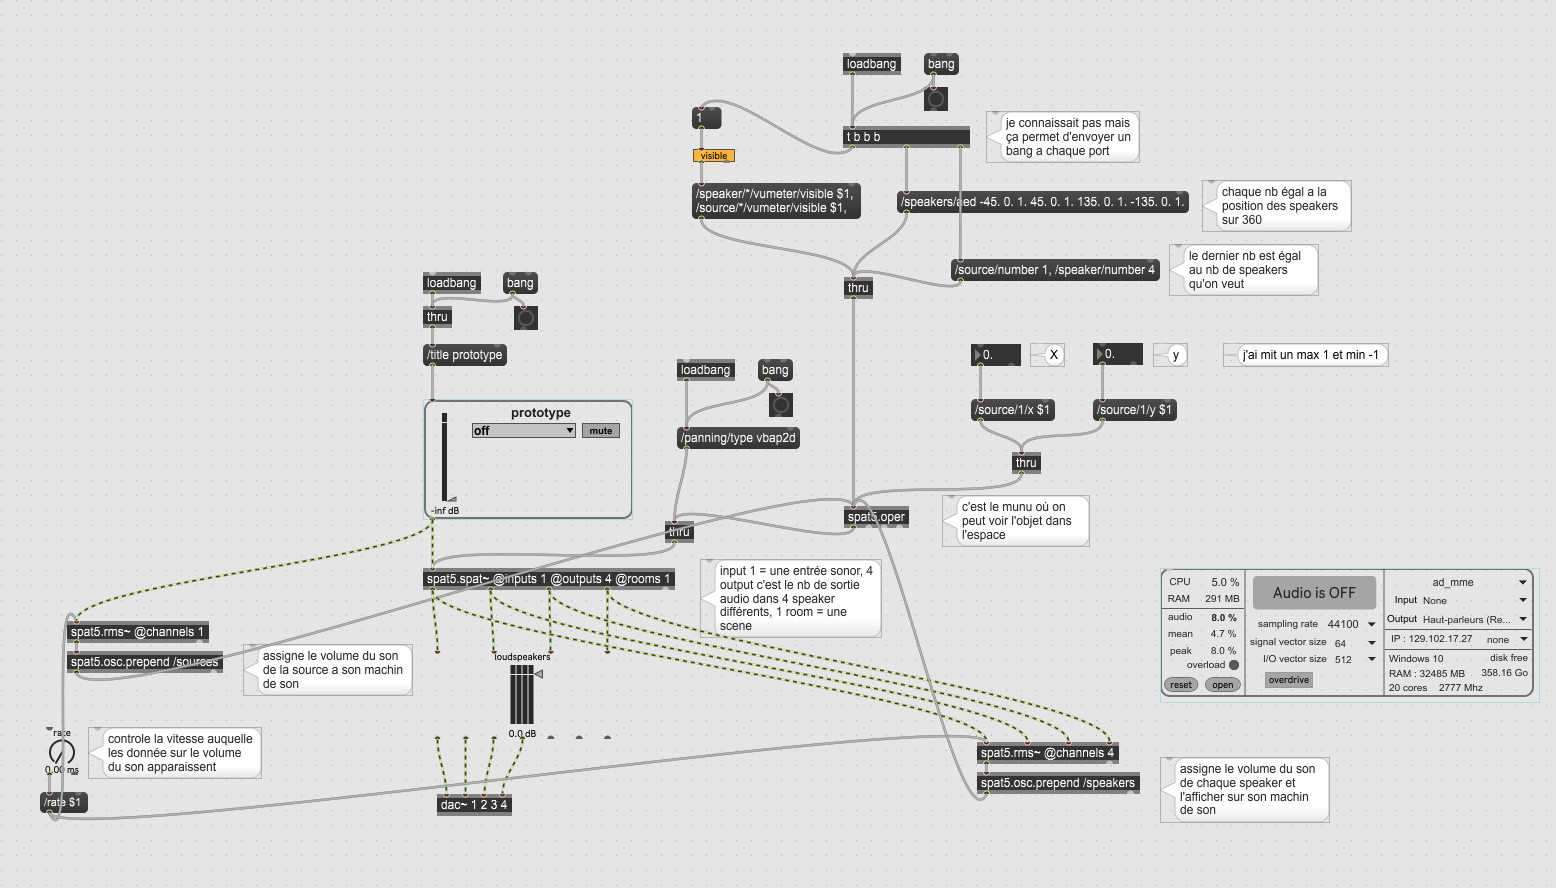 loadbang
bang
1
t b b b
je connaissait pas mais
ça permet d'envoyer un
bang a chaque port
visible
/speaker/*/vumeter/visible $1,
/source/*/vumeter/visible $1,
/speakers/aed -45. 0. 1. 45. 0. 1. 135. 0. 1. -135. 0. 1.
chaque nb égal a la
position des speakers
sur 360
/source/number 1, /speaker/number 4
le dernier nb est égal
au nb de speakers
qu'on veut
thru
loadbang
bang
thru
/title prototype
0.
X
0.
y
j'ai mit un max 1 et min -1
loadbang
bang
/panning/type vbap2d
/source/1/x $1
/source/1/y $1
thru
prototype
off
mute
-inf dB
thru
spat5.oper
c'est le munu où on
peut voir l'objet dans
l'espace
spat5.spat~ @inputs 1 @outputs 4 @rooms 1
input 1 = une entrée sonor, 4
output c'est le nb de sortie
audio dans 4 speaker
différents, 1 room = une
scene
spat5.rms~ @channels 1
spat5.osc.prepend /sources
assigne le volume du son
de la source a son machin
de son
loudspeakers
0.0 dB
rate
0.00 ms
controle la vitesse auquelle
les donnée sur le volume
du son apparaissent
/rate $1
dac~ 1 2 3 4
spat5.rms~ @channels 4
spat5.osc.prepend /speakers
assigne le volume du son
de chaque speaker et
l'afficher sur son machin
de son
CPU 5.0 %
RAM 291 MB
audio 8.0 %
mean 4.7 %
peak 8.0 %
overload
reset open
Audio is OFF
sampling rate 44100
signal vector size 64
I/O vector size 512
overdrive
ad_mme
Input None
Output Haut-parleurs (Re...
IP : 129.102.17.27 none
Windows 10 disk free
RAM : 32485 MB 358.16 Go
20 cores 2777 Mhz